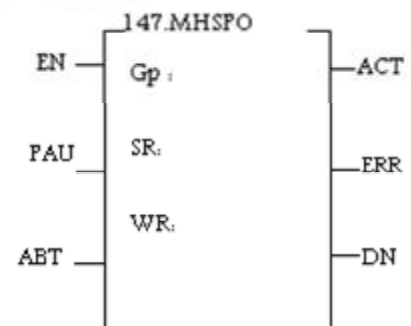 147.MHSPO
EN
Gp :
ACT
PAU
SR:
ERR
WR:
ABT
DN